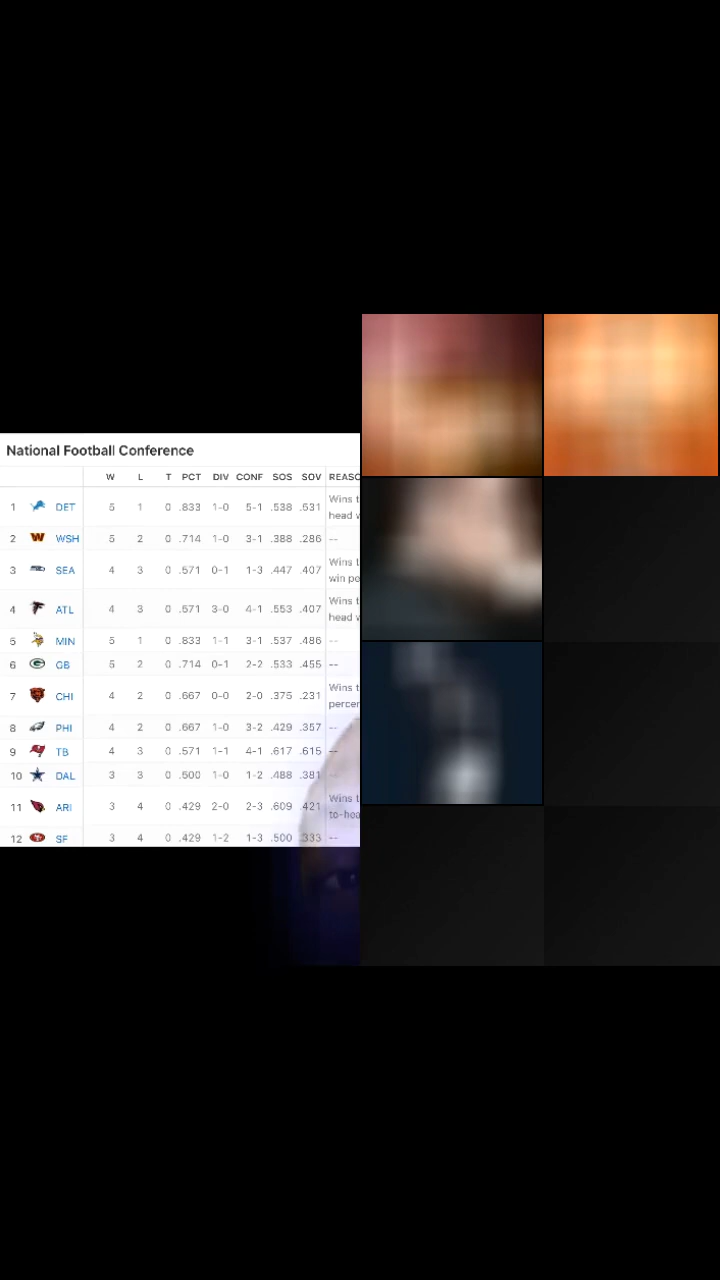 National Football Conference
W L T PCT DIV CONF SOS SOV REASO
1 DET 5 1 0 .833 1-0 5-1 .538 .531 Wins t
head w
2 WSH 5 2 0 .714 1-0 3-1 .388 .286 --
3 SEA 4 3 0 .571 0-1 1-3 .447 .407 Wins t
win pe
4 ATL 4 3 0 .571 3-0 4-1 .553 .407 Wins t
head w
5 MIN 5 1 0 .833 1-1 3-1 .537 .486 --
6 GB 5 2 0 .714 0-1 2-2 .533 .455 --
7 CHI 4 2 0 .667 0-0 2-0 .375 .231 Wins t
percen
8 PHI 4 2 0 .667 1-0 3-2 .429 .357 --
9 TB 4 3 0 .571 1-1 4-1 .617 .615 --
10 DAL 3 3 0 .500 1-0 1-2 .488 .381 --
11 ARI 3 4 0 .429 2-0 2-3 .609 .421 Wins t
to-hea
12 SF 3 4 0 .429 1-2 1-3 .500 .333 --